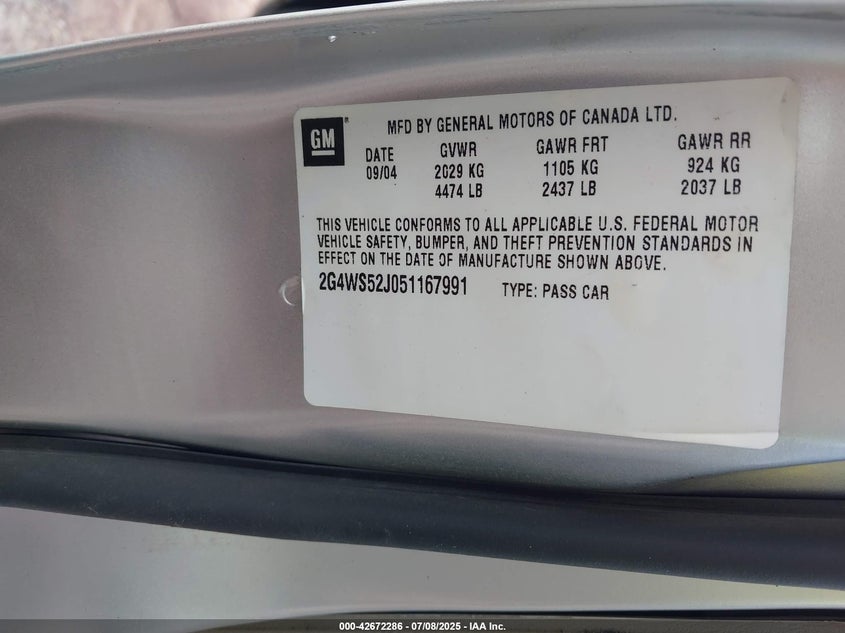 GM ®
MFD BY GENERAL MOTORS OF CANADA LTD.
DATE GVWR GAWR FRT GAWR RR
09/04 2029 KG 1105 KG 924 KG
4474 LB 2437 LB 2037 LB
THIS VEHICLE CONFORMS TO ALL APPLICABLE U.S. FEDERAL MOTOR
VEHICLE SAFETY, BUMPER, AND THEFT PREVENTION STANDARDS IN
EFFECT ON THE DATE OF MANUFACTURE SHOWN ABOVE.
2G4WS52J051167991 TYPE: PASS CAR
000-42672286 - 07/08/2025 - IAA Inc.